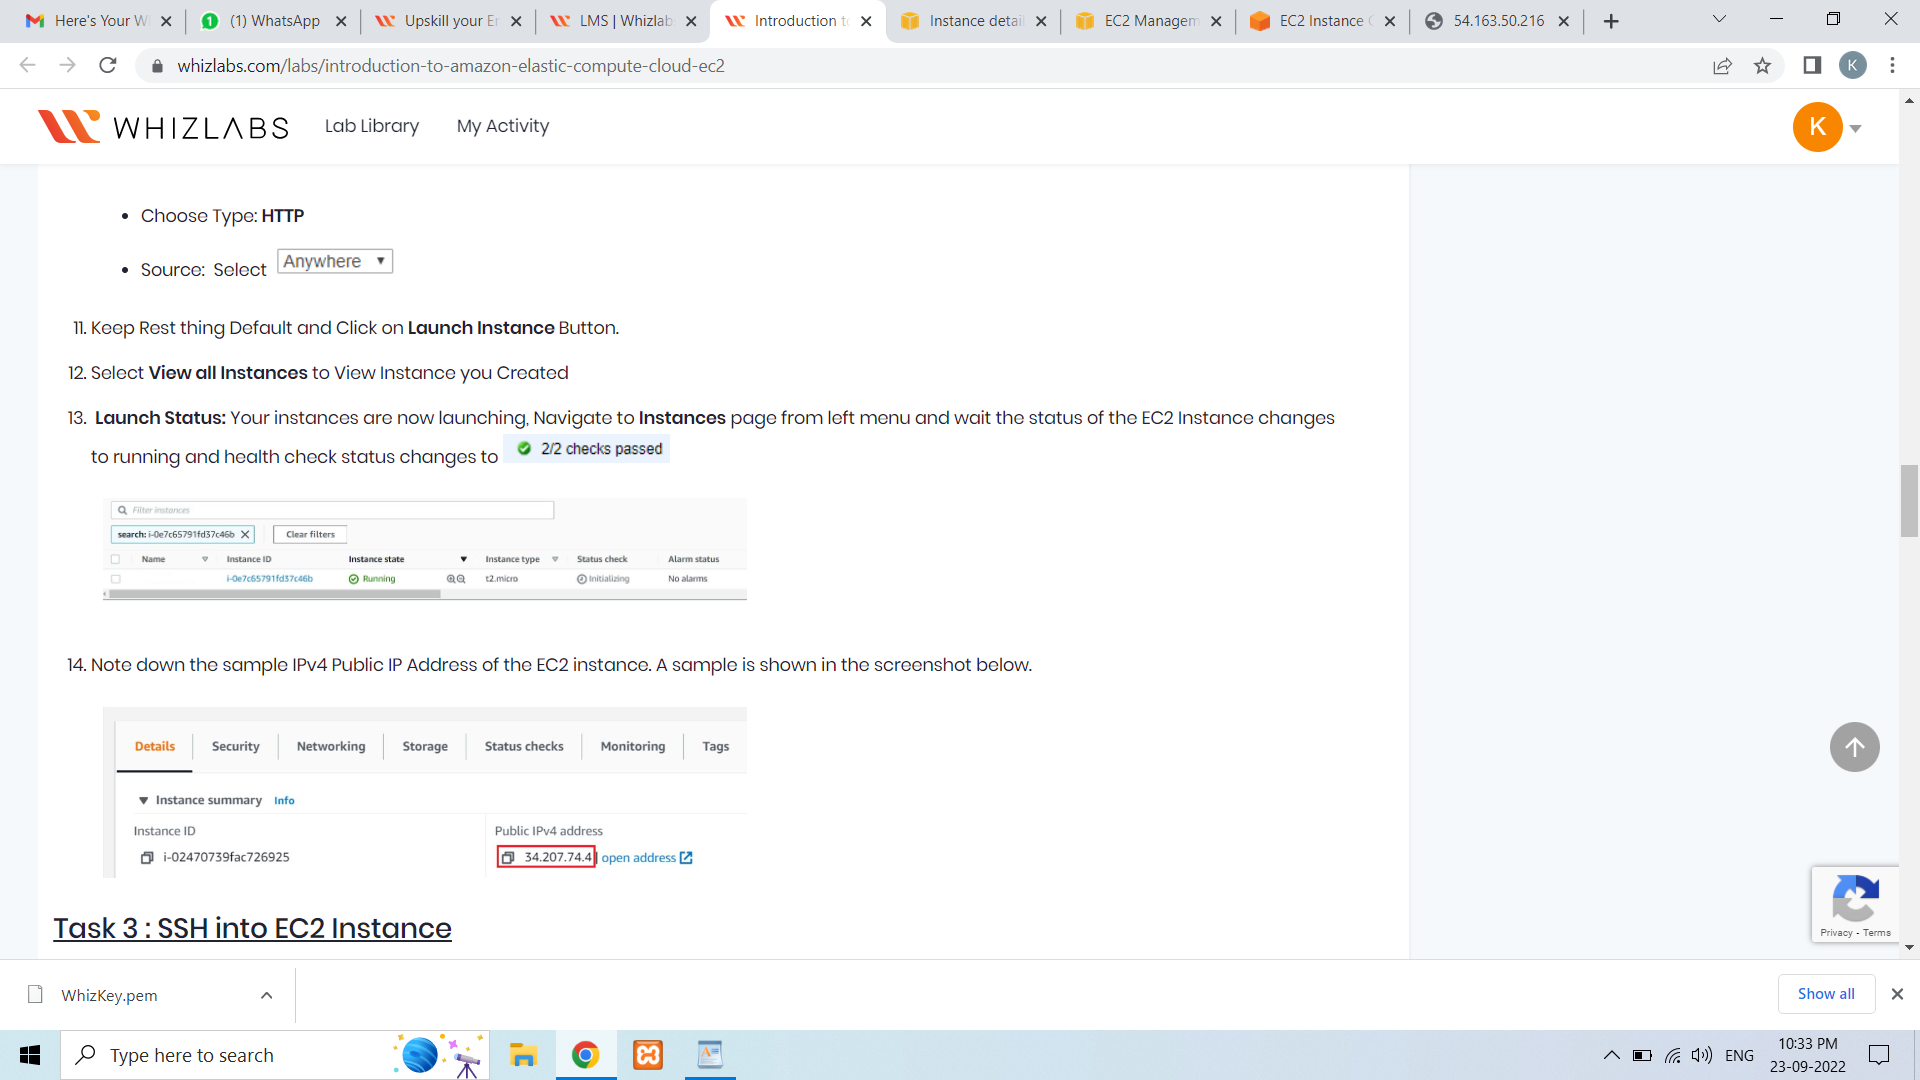 Here's Your W
(1) WhatsApp
Upskill your En
LMS | Whizlab
Introduction to
Instance detail
EC2 Managem
EC2 Instance C
54.163.50.216
whizlabs.com/labs/introduction-to-amazon-elastic-compute-cloud-ec2
K
WHIZLABS
Lab Library
My Activity
K
• Choose Type: HTTP
• Source: Select Anywhere
11. Keep Rest thing Default and Click on Launch Instance Button.
12. Select View all Instances to View Instance you Created
13. Launch Status: Your instances are now launching, Navigate to Instances page from left menu and wait the status of the EC2 Instance changes
to running and health check status changes to 2/2 checks passed
Filter instances
search: i-0e7c65791fd37c46b
Clear filters
Name Instance ID Instance state Instance type Status check Alarm status
i-0e7c65791fd37c46b Running t2.micro Initializing No alarms
14. Note down the sample IPv4 Public IP Address of the EC2 instance. A sample is shown in the screenshot below.
Details Security Networking Storage Status checks Monitoring Tags
Instance summary Info
Instance ID
Public IPv4 address
i-02470739fac726925
34.207.74.4 open address
Task 3 : SSH into EC2 Instance
Privacy - Terms
WhizKey.pem
Show all
Type here to search
ENG
10:33 PM
23-09-2022